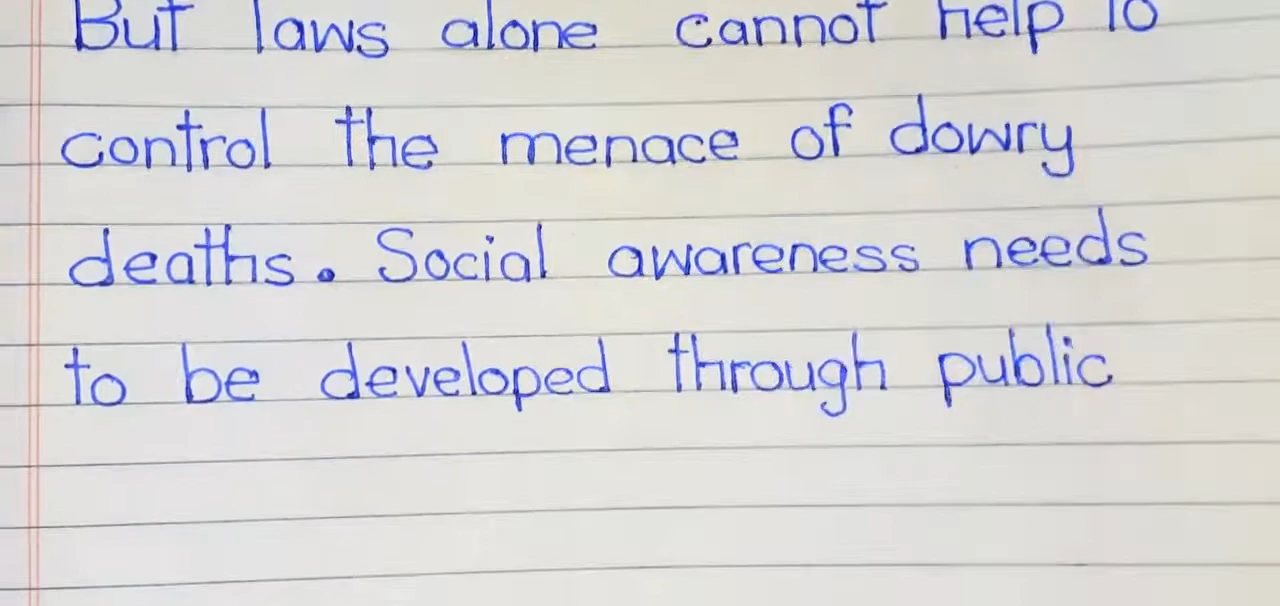 But laws alone cannot help to
control the menace of dowry
deaths. Social awareness needs
to be developed through public